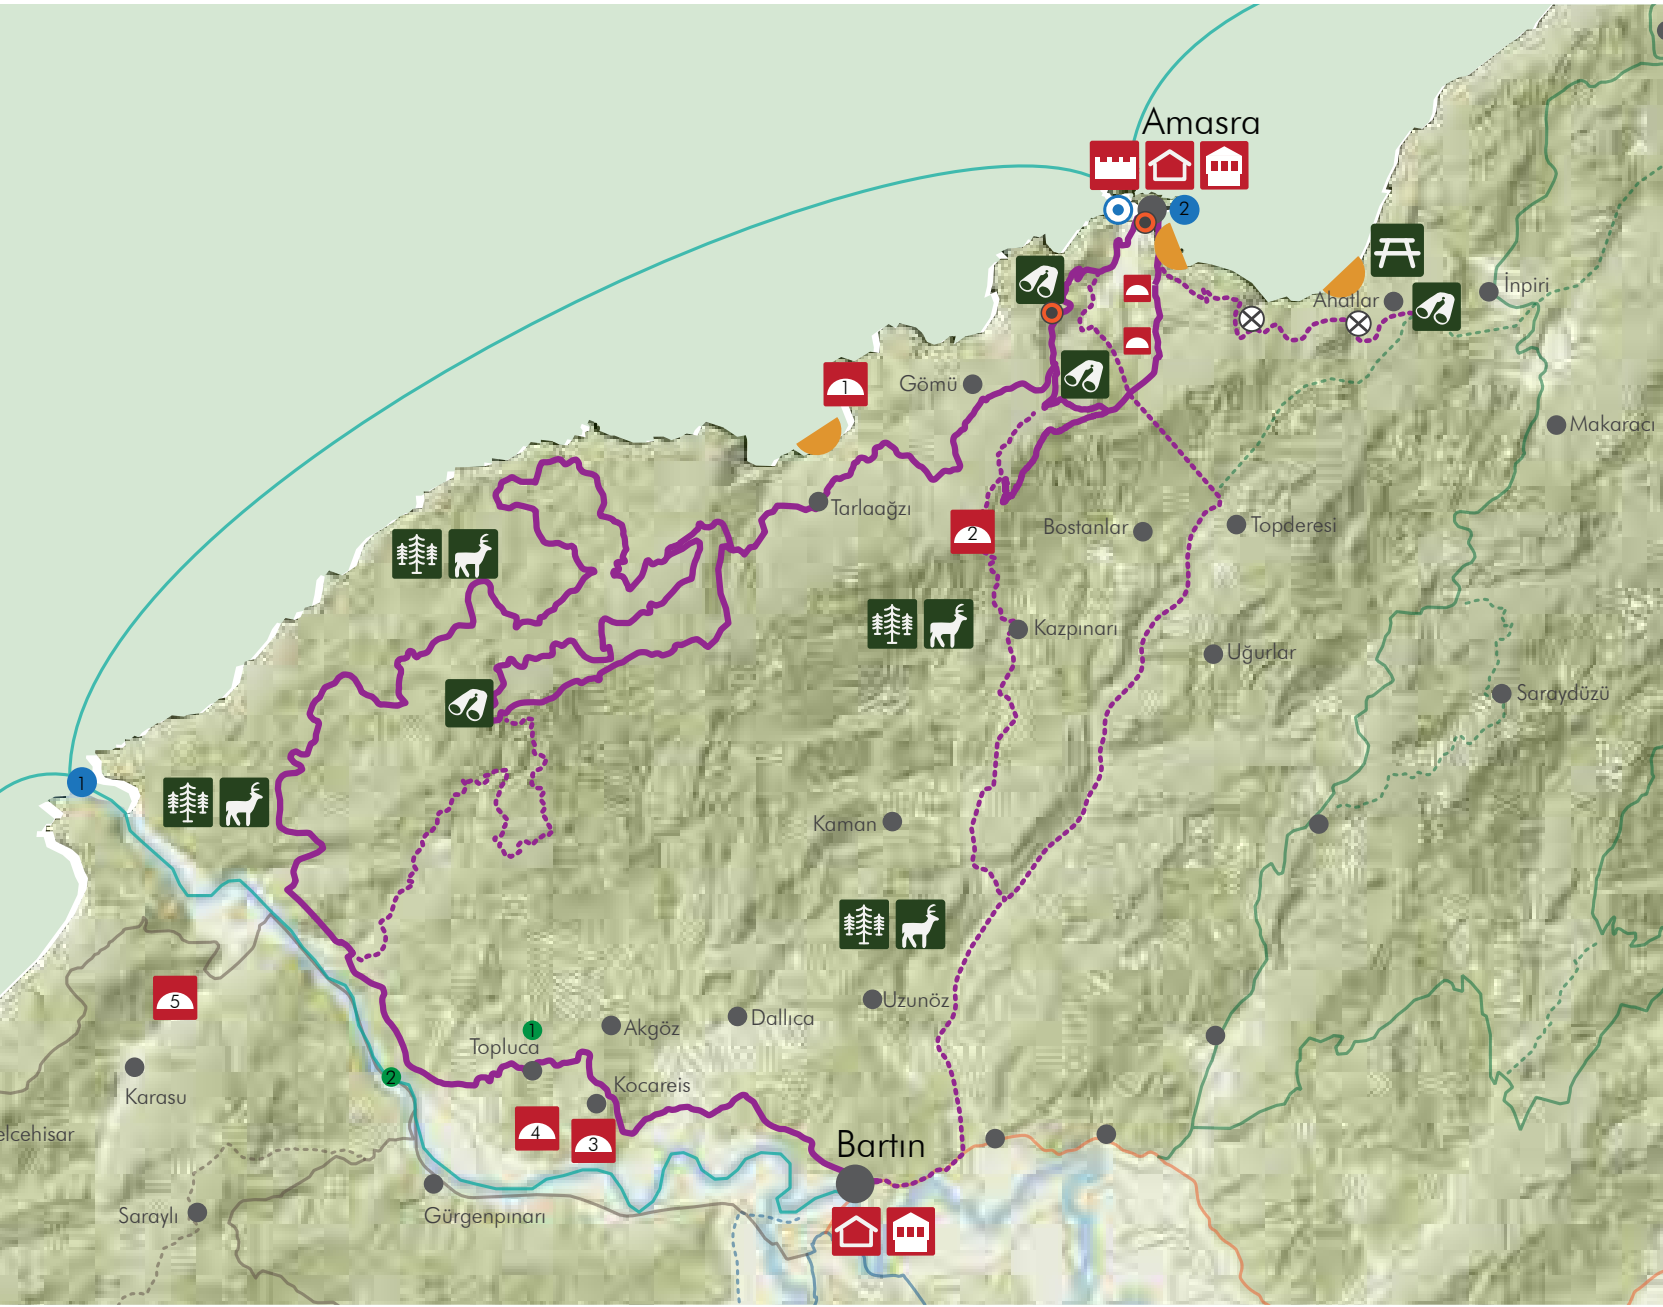 Amasra
2
İnpiri
Ahatlar
1
Gömü
Makaracı
Tarlaağzı
2
Bostanlar
Topderesi
Kazpınarı
Uğurlar
Saraydüzü
1
Kaman
5
Uzunöz
Dallıca
1
Akgöz
Topluca
2
Karasu
Kocareis
elcehisar
4
3
Bartın
Saraylı
Gürgenpınarı